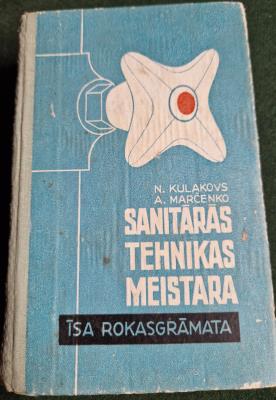 N. KULAKOVS
A. MARČENKO
SANITĀRĀS
TEHNIKAS
MEISTARA
ĪSA ROKASGRĀMATA